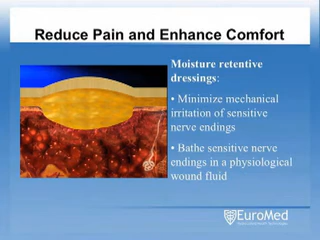 Reduce Pain and Enhance Comfort
Moisture retentive
dressings:
• Minimize mechanical
irritation of sensitive
nerve endings
• Bathe sensitive nerve
endings in a physiological
wound fluid
EuroMed